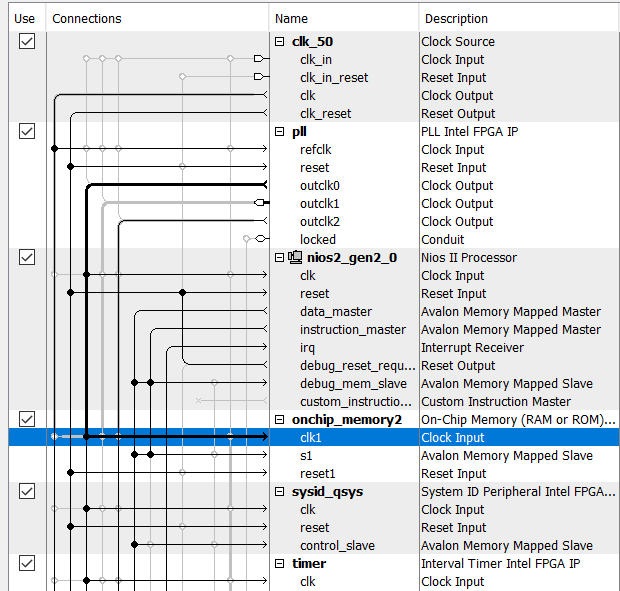 Use Connections Name Description
clk_50 Clock Source
clk_in Clock Input
clk_in_reset Reset Input
clk Clock Output
clk_reset Reset Output
pll PLL Intel FPGA IP
refclk Clock Input
reset Reset Input
outclk0 Clock Output
outclk1 Clock Output
outclk2 Clock Output
locked Conduit
nios2_gen2_0 Nios II Processor
clk Clock Input
reset Reset Input
data_master Avalon Memory Mapped Master
instruction_master Avalon Memory Mapped Master
irq Interrupt Receiver
debug_reset_requ... Reset Output
debug_mem_slave Avalon Memory Mapped Slave
custom_instructio... Custom Instruction Master
onchip_memory2 On-Chip Memory (RAM or ROM)...
clk1 Clock Input
s1 Avalon Memory Mapped Slave
reset1 Reset Input
sysid_qsys System ID Peripheral Intel FPGA...
clk Clock Input
reset Reset Input
control_slave Avalon Memory Mapped Slave
timer Interval Timer Intel FPGA IP
clk Clock Input